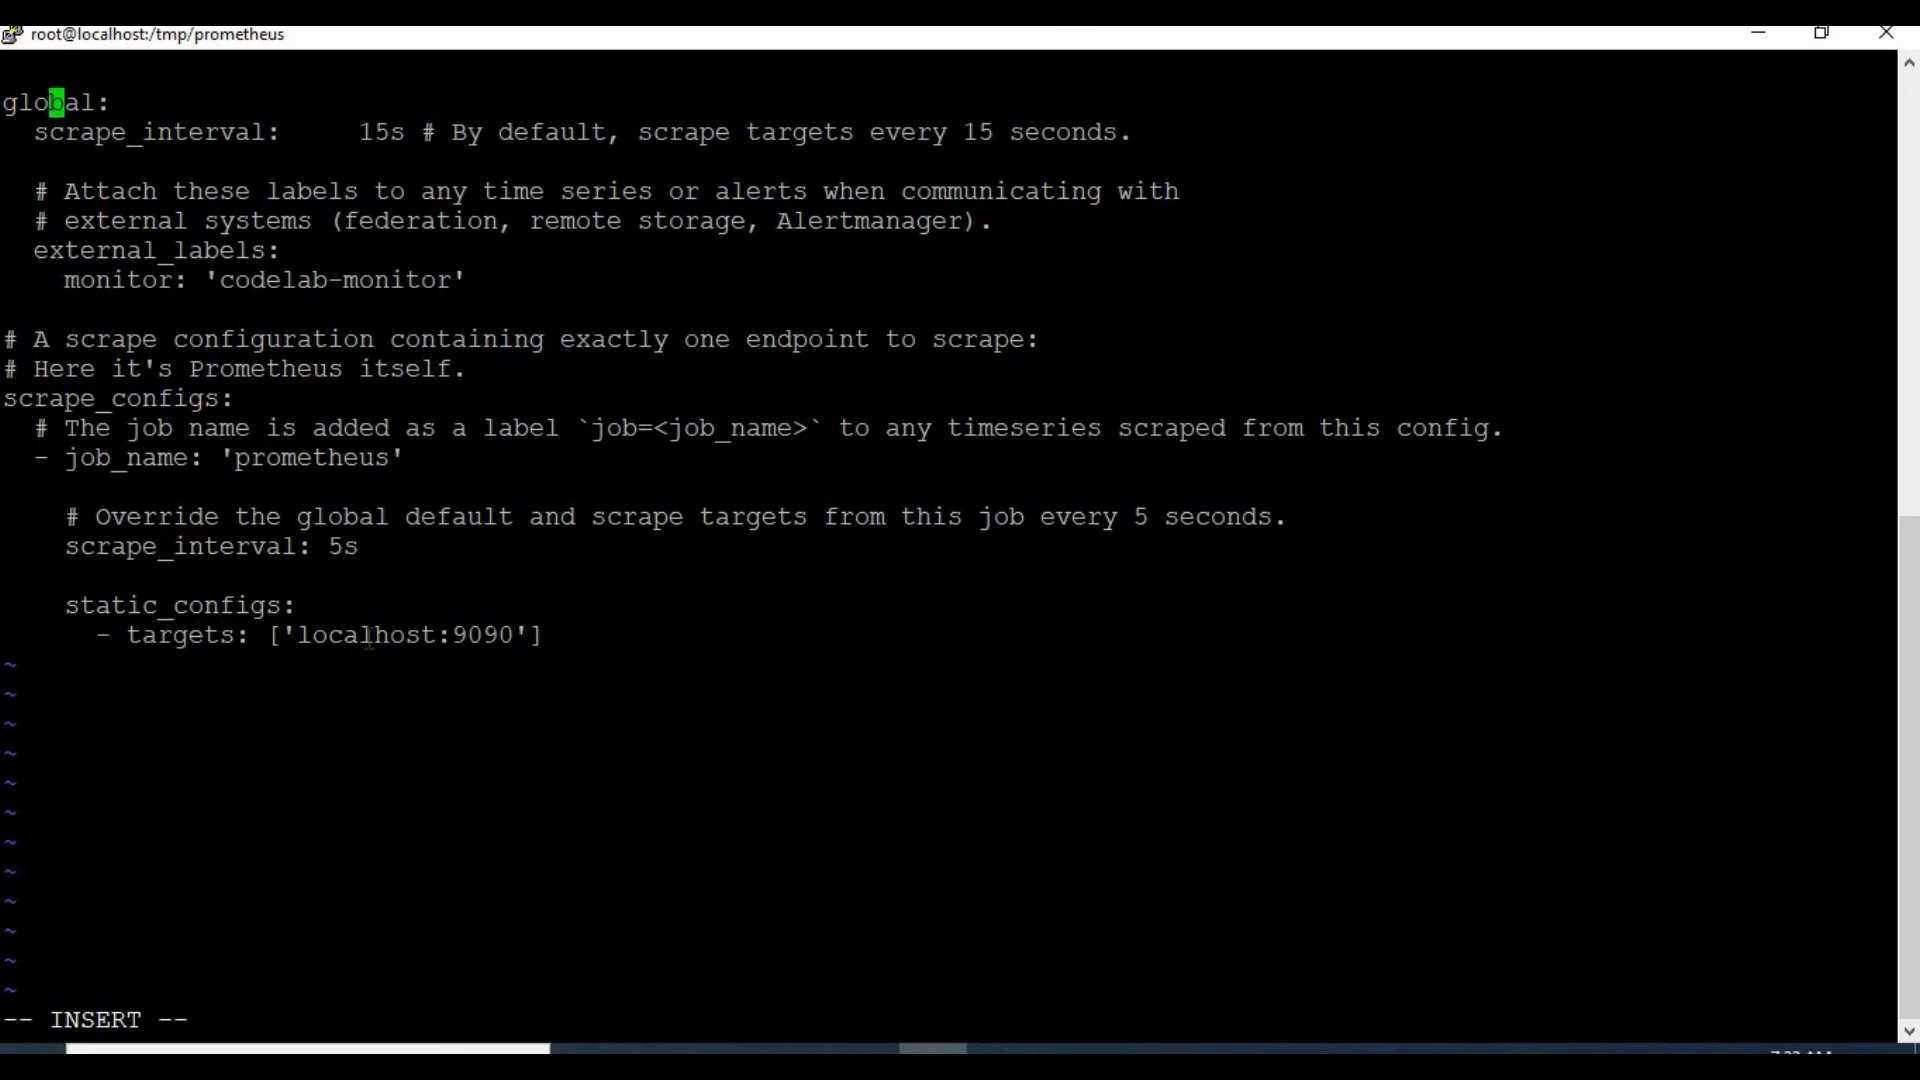 root@localhost:/tmp/prometheus
global:
  scrape_interval:     15s # By default, scrape targets every 15 seconds.
  # Attach these labels to any time series or alerts when communicating with
  # external systems (federation, remote storage, Alertmanager).
  external_labels:
    monitor: 'codelab-monitor'
# A scrape configuration containing exactly one endpoint to scrape:
# Here it's Prometheus itself.
scrape_configs:
  # The job name is added as a label `job=<job_name>` to any timeseries scraped from this config.
  - job_name: 'prometheus'
    # Override the global default and scrape targets from this job every 5 seconds.
    scrape_interval: 5s
    static_configs:
      - targets: ['localhost:9090']
~
~
~
~
~
~
~
~
~
~
~
~
-- INSERT --